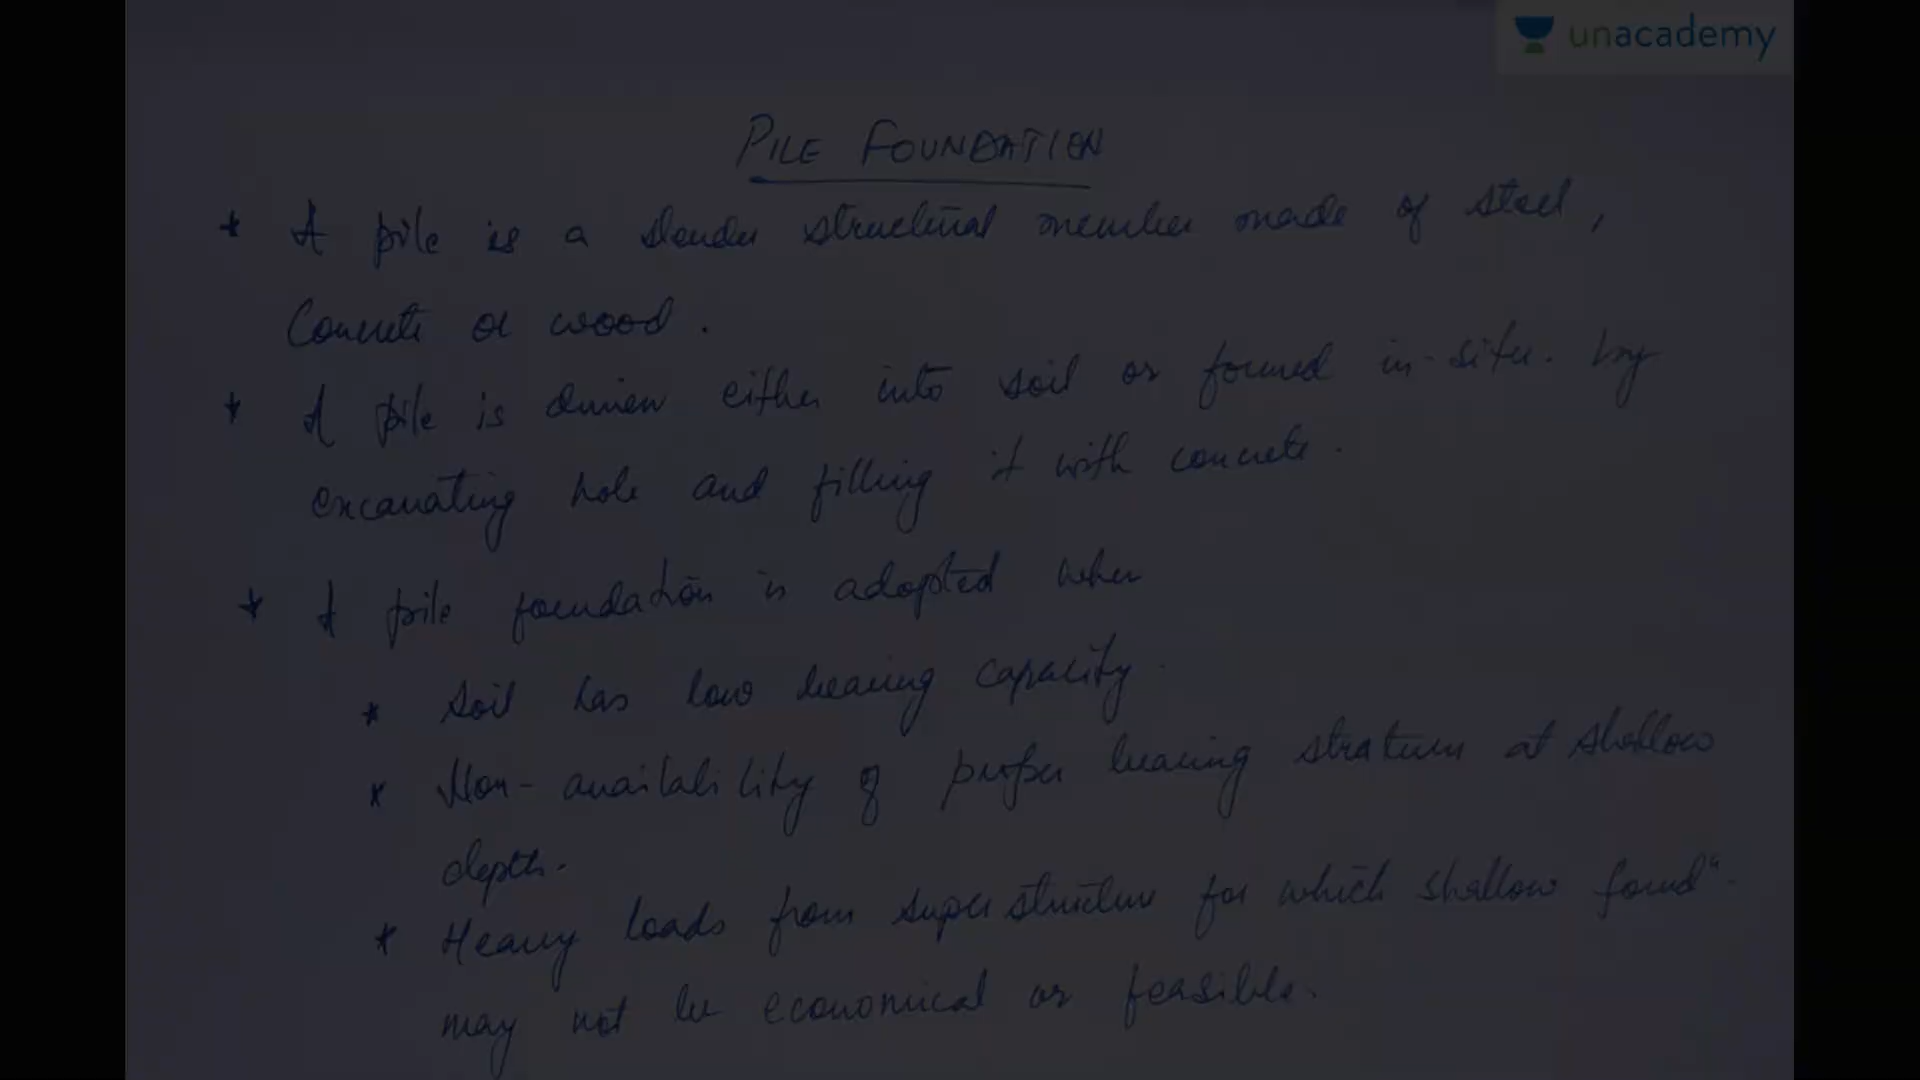 unacademy
PILE FOUNDATION
* A pile is a slender structural member made of steel,
Concrete or wood.
* A pile is driven either into soil or formed in-situ. by
excavating hole and filling it with concrete.
* A pile foundation is adopted when
* Soil has low bearing capacity.
* Non-availability of proper bearing stratum at shallow
depth.
* Heavy loads from superstructure for which shallow foundn.
may not be economical or feasible.